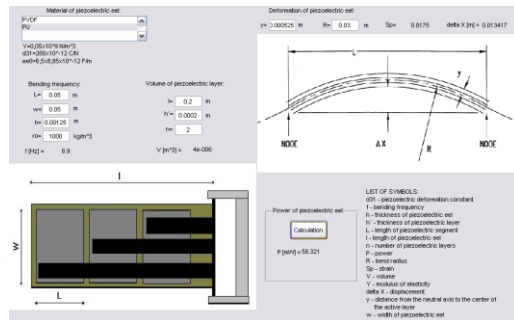 Material of piezoelectric eel:
PVDF
PU
Y=0,05x10^9 N/m^3
d31=280x10^-12 C/N
ee0=6,5x8,85x10^-12 F/m
Bending frequency:
L= 0.05 m
w= 0.05 m
h= 0.00125 m
ro= 1000 kg/m^3
f [Hz] = 8.9
Volume of piezoelectric layer:
l= 0.2 m
h'= 0.0002 m
n= 2
V [m^3] = 4e-006
Deformation of piezoelectric eel:
y= 0.000525 m R= 0.03 m Sp= 0.0175 delta X [m] = 0.013417
L
y
NODE
Δ X
R
NODE
l
w
L
Power of piezoelectric eel:
Calculation
P [mW] = 58.321
LIST OF SYMBOLS:
d31 - piezoelectric deformation constant
f - bending frequency
h - thickness of piezoelectric eel
h' - thickness of piezoelectric layer
L - length of piezoelectric segment
l - length of piezoelectric eel
n - number of piezoelectric layers
P - power
R - bend radius
Sp - strain
V - volume
Y - modulus of elasticity
delta X - displacement
y - distance from the neutral axis to the center of
the active layer
w - width of piezoelectric eel